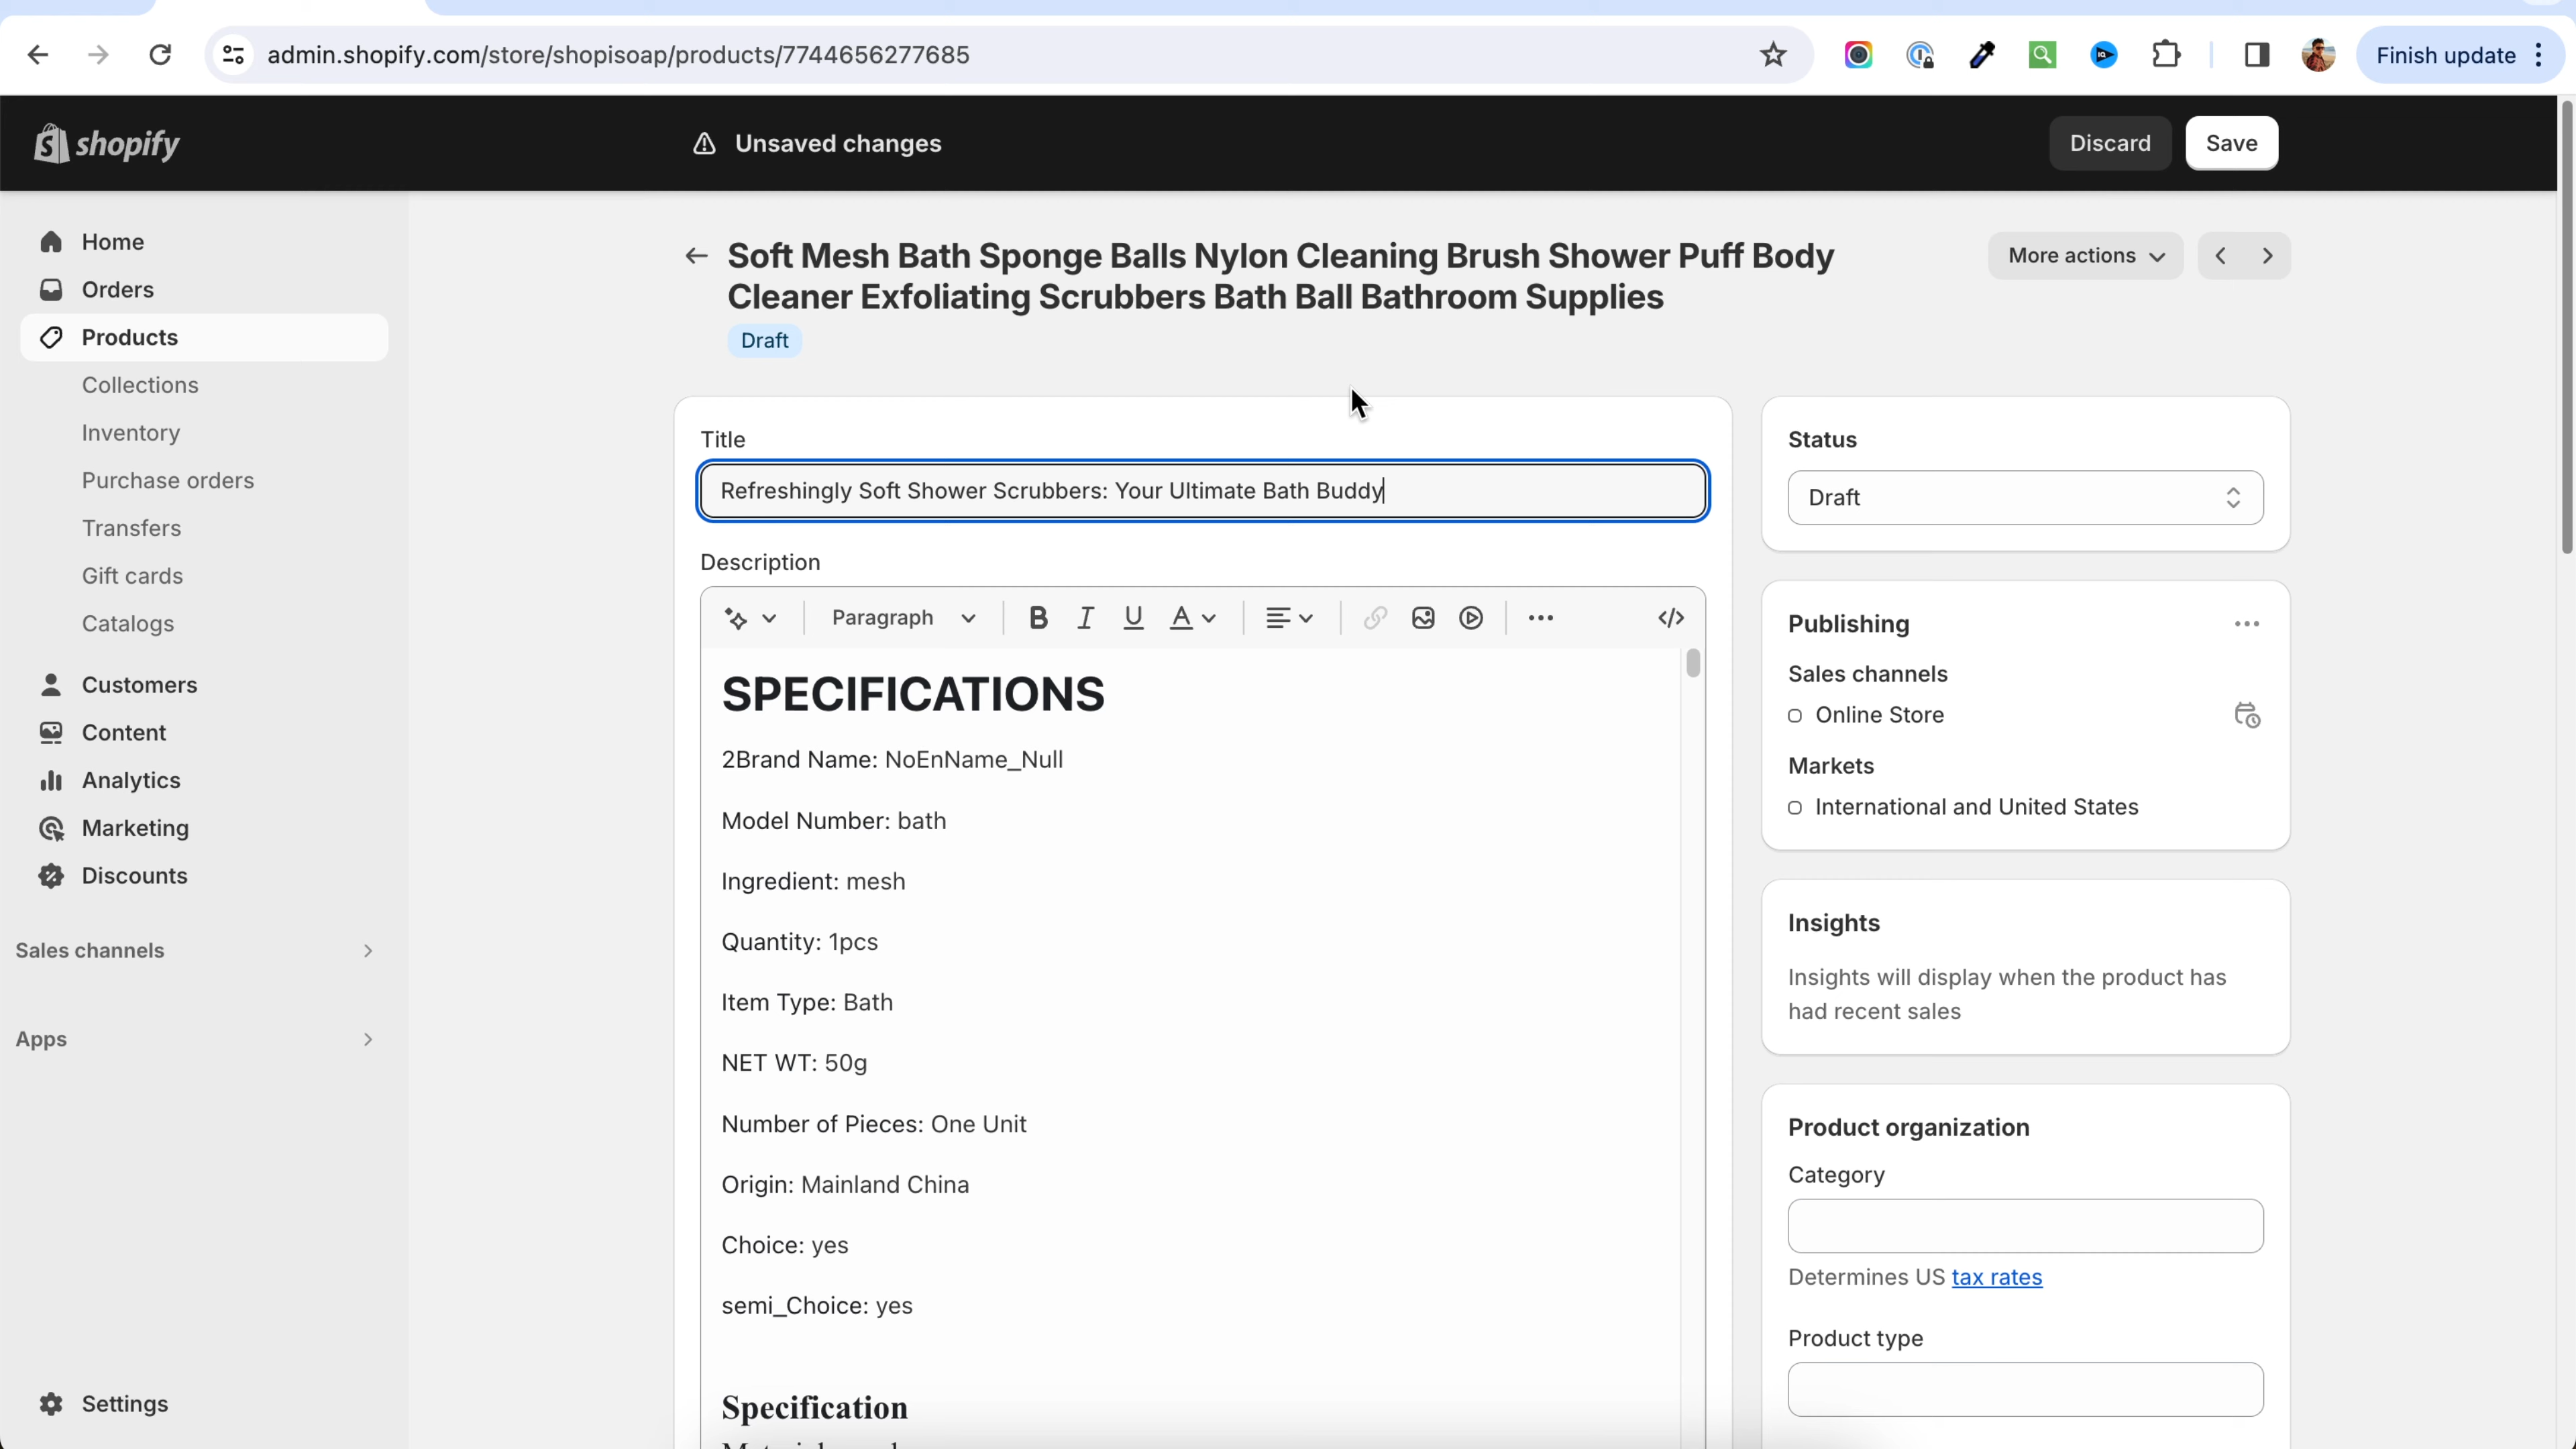 admin.shopify.com/store/shopisoap/products/7744656277685
Finish update
shopify
Unsaved changes
Discard
Save
Home
Orders
Products
Collections
Inventory
Purchase orders
Transfers
Gift cards
Catalogs
Customers
Content
Analytics
Marketing
Discounts
Sales channels
Apps
Settings
Soft Mesh Bath Sponge Balls Nylon Cleaning Brush Shower Puff Body
Cleaner Exfoliating Scrubbers Bath Ball Bathroom Supplies
Draft
More actions
Title
Refreshingly Soft Shower Scrubbers: Your Ultimate Bath Buddy
Description
Paragraph
B I U A
SPECIFICATIONS
2Brand Name: NoEnName_Null
Model Number: bath
Ingredient: mesh
Quantity: 1pcs
Item Type: Bath
NET WT: 50g
Number of Pieces: One Unit
Origin: Mainland China
Choice: yes
semi_Choice: yes
Specification
Status
Draft
Publishing
Sales channels
Online Store
Markets
International and United States
Insights
Insights will display when the product has
had recent sales
Product organization
Category
Determines US tax rates
Product type